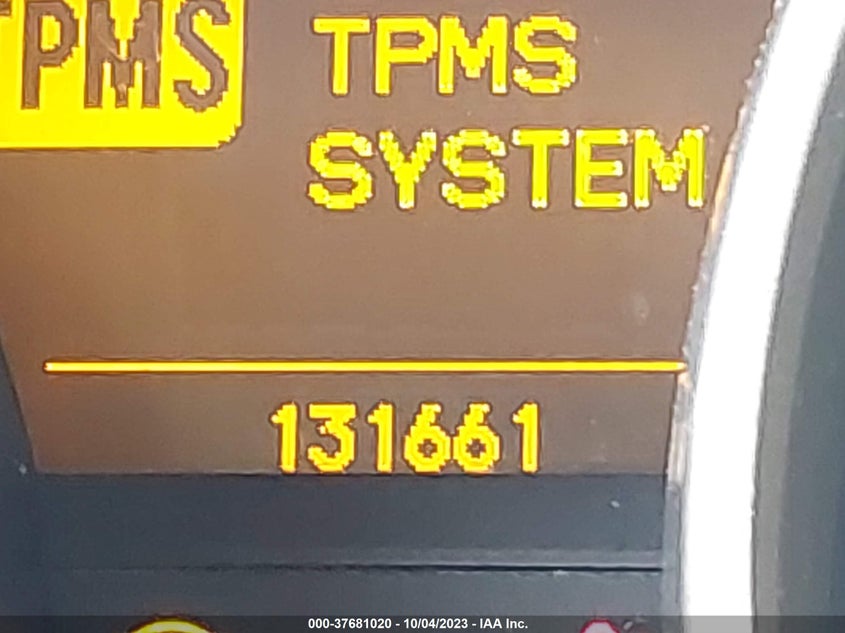 TPMS
TPMS
SYSTEM
131661
000-37681020 - 10/04/2023 - IAA Inc.